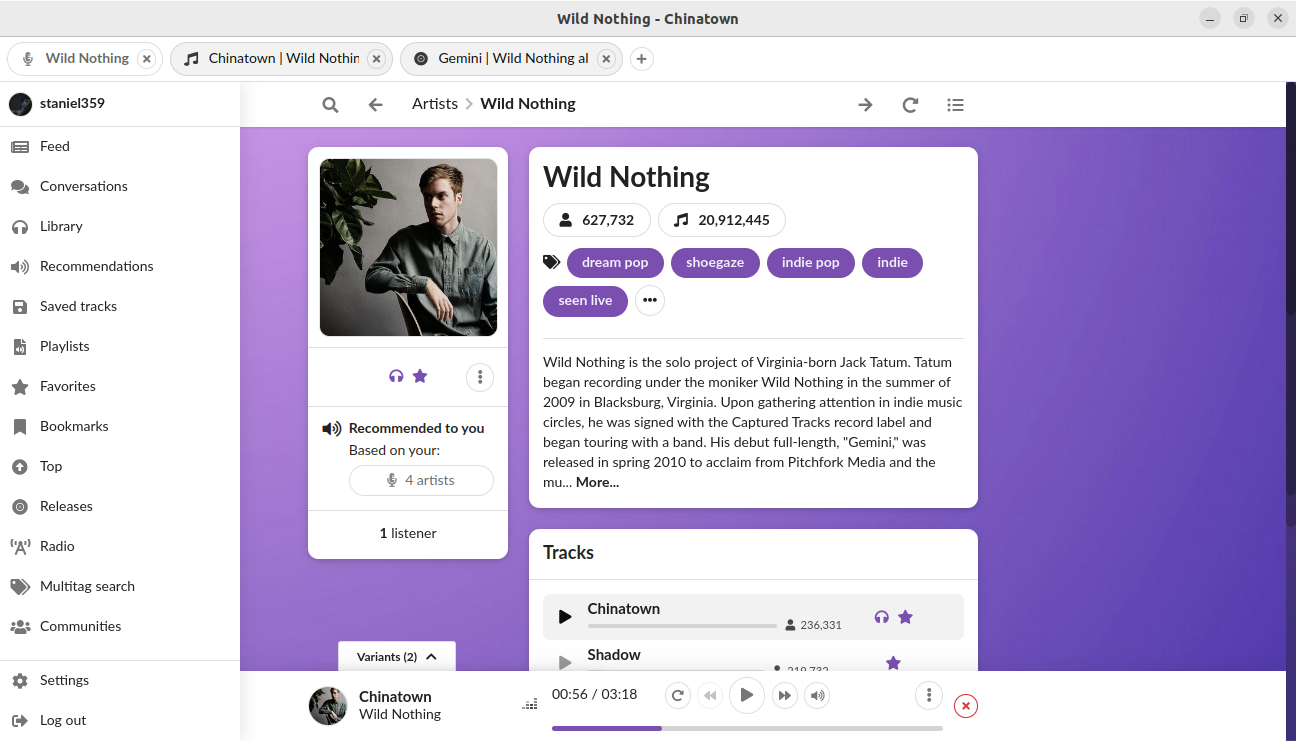 Wild Nothing - Chinatown
Wild Nothing
Chinatown | Wild Nothin
Gemini | Wild Nothing al
staniel359
Artists Wild Nothing
Feed
Conversations
Library
Recommendations
Saved tracks
Playlists
Favorites
Bookmarks
Top
Releases
Radio
Multitag search
Communities
Settings
Log out
Recommended to you
Based on your:
4 artists
1 listener
Variants (2)
Wild Nothing
627,732 20,912,445
dream pop shoegaze indie pop indie
seen live
Wild Nothing is the solo project of Virginia-born Jack Tatum. Tatum
began recording under the moniker Wild Nothing in the summer of
2009 in Blacksburg, Virginia. Upon gathering attention in indie music
circles, he was signed with the Captured Tracks record label and
began touring with a band. His debut full-length, "Gemini," was
released in spring 2010 to acclaim from Pitchfork Media and the
mu... More...
Tracks
Chinatown
236,331
Shadow
Chinatown
Wild Nothing
00:56 / 03:18